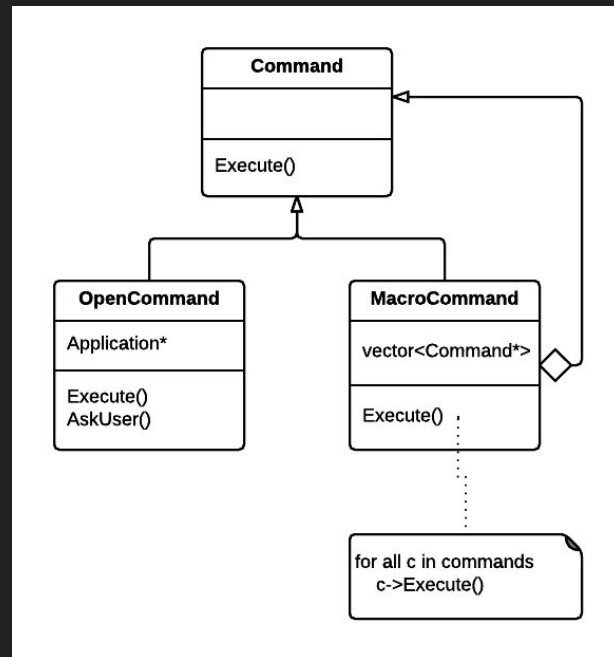 Command
Execute()
OpenCommand
Application*
Execute()
AskUser()
MacroCommand
vector<Command*>
Execute()
for all c in commands
c->Execute()